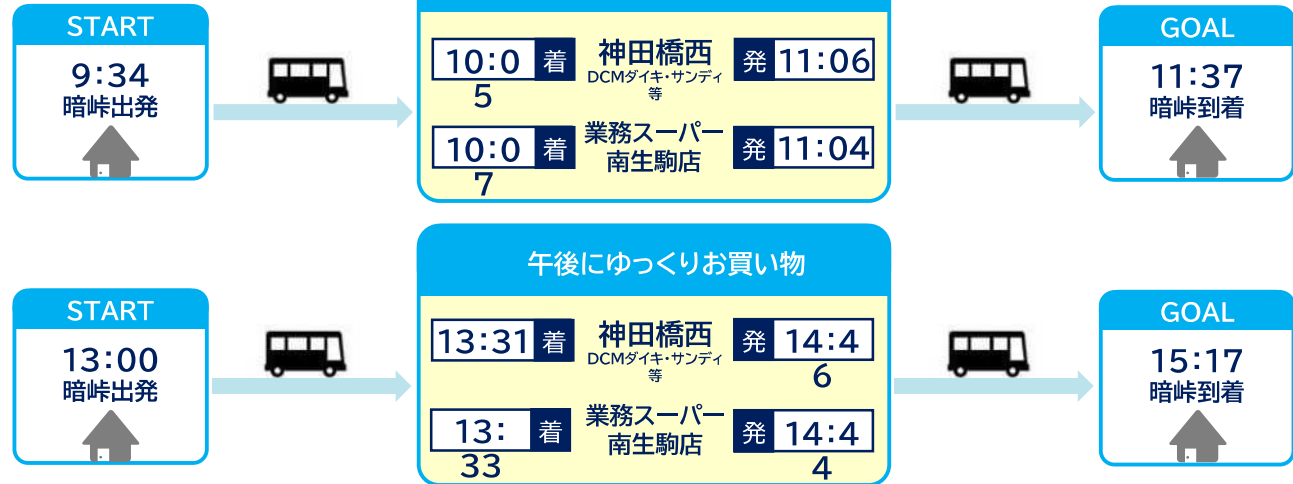 START
9:34
暗峠出発
10:0
5
着
神田橋西
DCMダイキ・サンディ
等
発
11:06
10:0
7
着
業務スーパー
南生駒店
発
11:04
GOAL
11:37
暗峠到着
午後にゆっくりお買い物
START
13:00
暗峠出発
13:31
着
神田橋西
DCMダイキ・サンディ
等
発
14:4
6
13:
33
着
業務スーパー
南生駒店
発
14:4
4
GOAL
15:17
暗峠到着